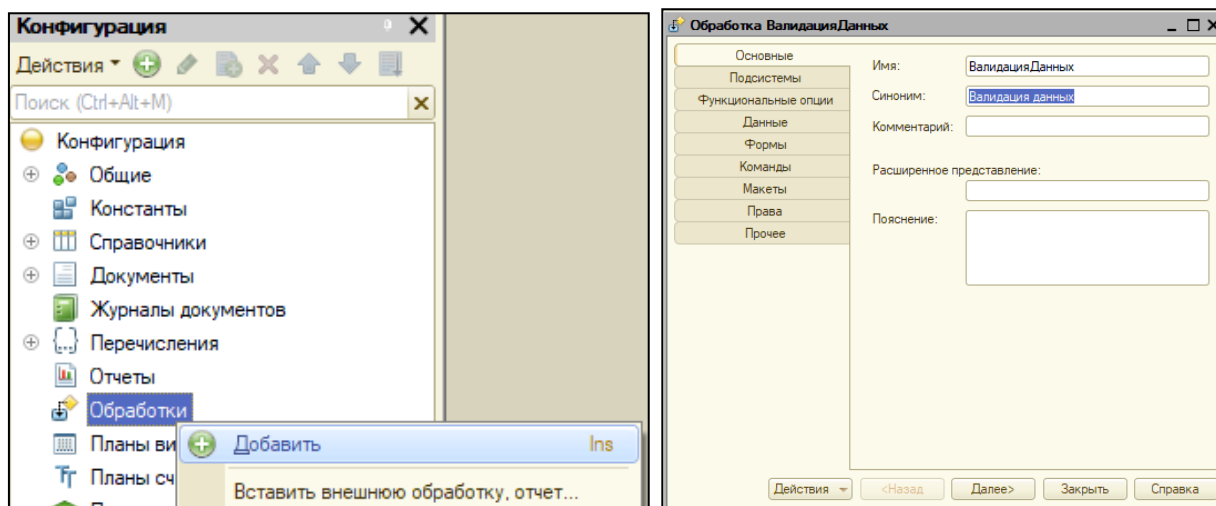 Конфигурация
Действия
Поиск (Ctrl+Alt+M)
Конфигурация
Общие
Константы
Справочники
Документы
Журналы документов
Перечисления
Отчеты
Обработки
Планы ви
Планы сч
Добавить Ins
Вставить внешнюю обработку, отчет...
Обработка ВалидацияДанных
Основные
Подсистемы
Функциональные опции
Данные
Формы
Команды
Макеты
Права
Прочее
Имя: ВалидацияДанных
Синоним: Валидация данных
Комментарий:
Расширенное представление:
Пояснение:
Действия <Назад Далее> Закрыть Справка